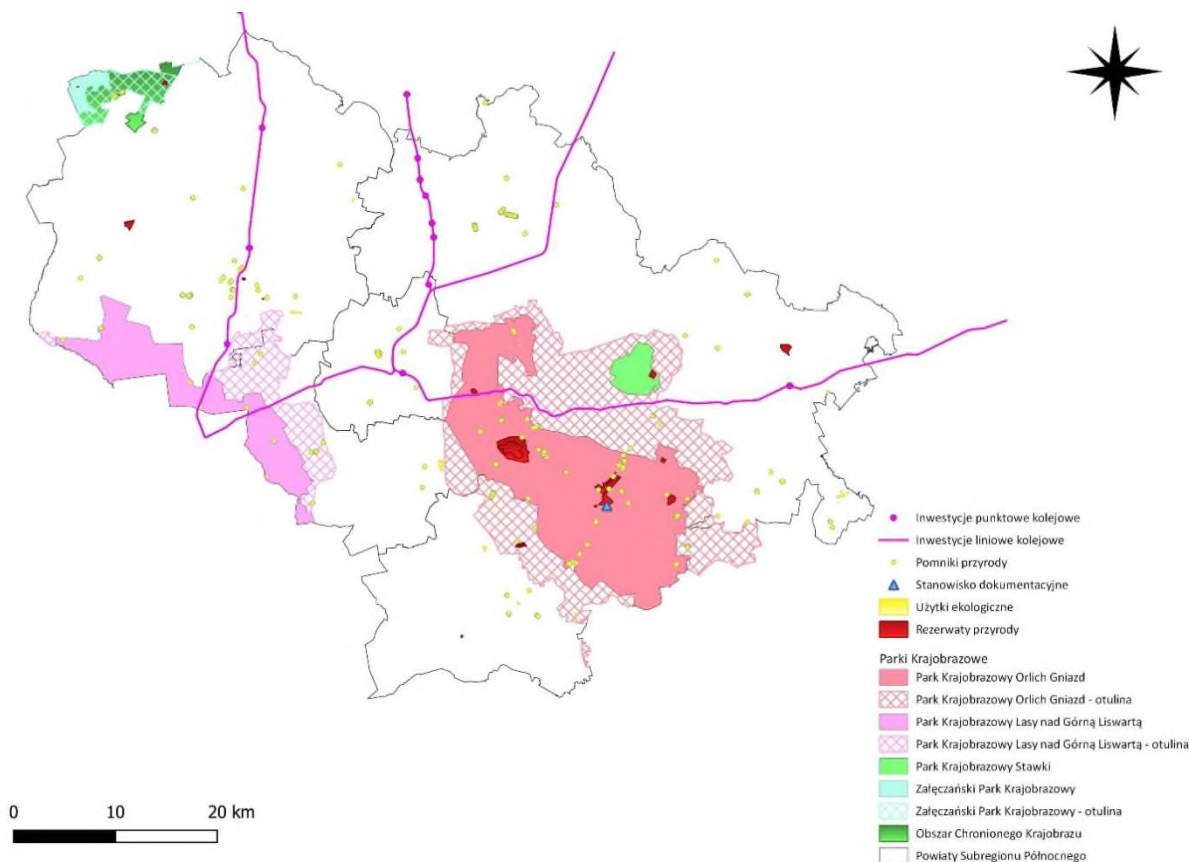 Inwestycje punktowe kolejowe
Inwestycje liniowe kolejowe
Pomniki przyrody
Stanowisko dokumentacyjne
Użytki ekologiczne
Rezerwaty przyrody
Parki Krajobrazowe
Park Krajobrazowy Orlich Gniazd
Park Krajobrazowy Orlich Gniazd - otulina
Park Krajobrazowy Lasy nad Górną Liswartą
Park Krajobrazowy Lasy nad Górną Liswartą - otulina
Park Krajobrazowy Stawki
Załęczański Park Krajobrazowy
Załęczański Park Krajobrazowy - otulina
Obszar Chronionego Krajobrazu
Powiaty Subregionu Północnego
0 10 20 km